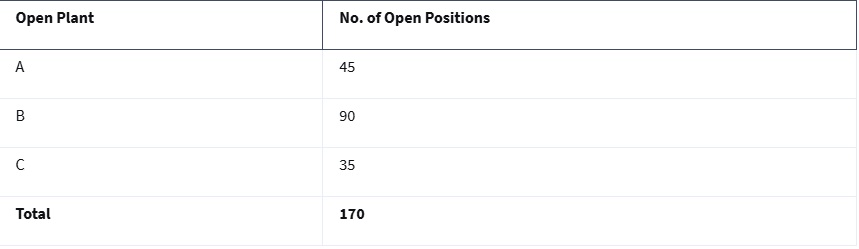 Open Plant No. of Open Positions
A 45
B 90
C 35
Total 170